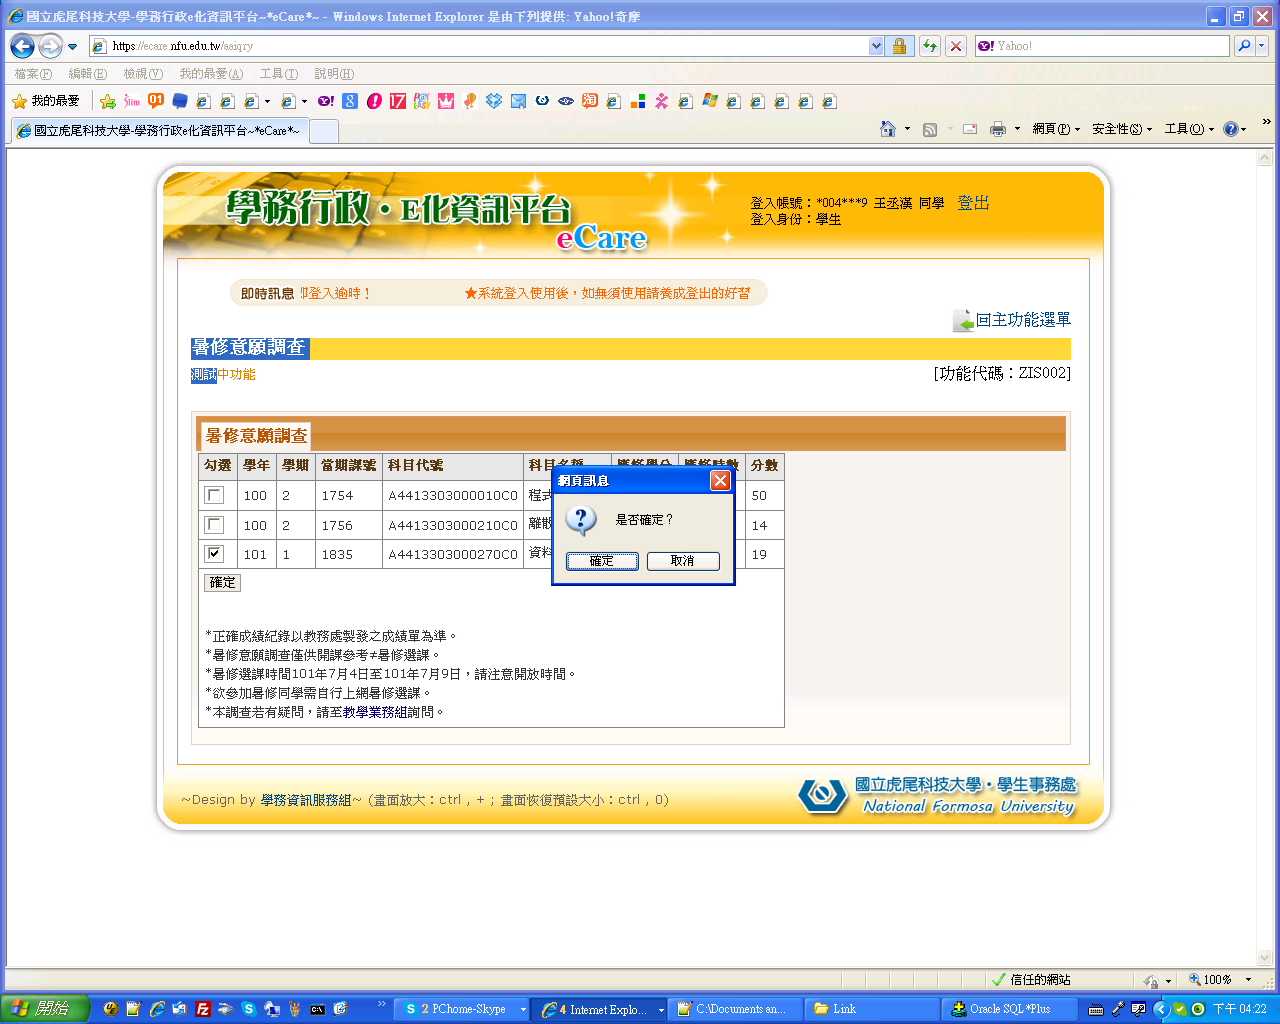 國立虎尾科技大學-學務行政e化資訊平台~*eCare*~ - Windows Internet Explorer 是由下列提供: Yahoo!奇摩
https://ecare.nfu.edu.tw/aaiqry
Yahoo!
檔案(F) 編輯(E) 檢視(V) 我的最愛(A) 工具(T) 說明(H)
我的最愛
國立虎尾科技大學-學務行政e化資訊平台~*eCare*~
網頁(P) 安全性(S) 工具(O)
學務行政・E化資訊平台
eCare
登入帳號：*004***9 王丞漢 同學 登出
登入身份：學生
即時訊息 即登入逾時！ ★系統登入使用後，如無須使用請養成登出的好習
回主功能選單
暑修意願調查
測試中功能 [功能代碼：ZIS002]
暑修意願調查
勾選 學年 學期 當期課號 科目代號 科目名稱 應修學分 應修時數 分數
100 2 1754 A4413303000010C0 程式 50
100 2 1756 A4413303000210C0 離散 14
101 1 1835 A4413303000270C0 資料 19
確定
網頁訊息
是否確定？
確定 取消
*正確成績紀錄以教務處製發之成績單為準。
*暑修意願調查僅供開課參考≠暑修選課。
*暑修選課時間101年7月4日至101年7月9日，請注意開放時間。
*欲參加暑修同學需自行上網暑修選課。
*本調查若有疑問，請至教學業務組詢問。
~Design by 學務資訊服務組~ (畫面放大：ctrl , + ; 畫面恢復預設大小：ctrl , 0)
國立虎尾科技大學・學生事務處
National Formosa University
信任的網站 100%
開始 2 PChome-Skype 4 Internet Explo... C:\Documents an... Link Oracle SQL*Plus 下午 04:22